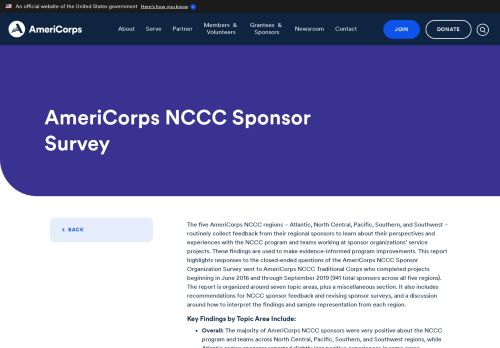 An official website of the United States government Here's how you know
AmeriCorps
About Serve Partner Members & Volunteers Grantees & Sponsors Newsroom Contact JOIN DONATE
AmeriCorps NCCC Sponsor
Survey
BACK
The five AmeriCorps NCCC regions – Atlantic, North Central, Pacific, Southern, and Southwest –
routinely collect feedback from their regional sponsors to learn about their perspectives and
experiences with the NCCC program and teams working at sponsor organizations' service
projects. These findings are used to make evidence-informed program improvements. This report
highlights responses to the closed-ended questions of the AmeriCorps NCCC Sponsor
Organization Survey sent to AmeriCorps NCCC Traditional Corps who completed projects
beginning in June 2016 and through September 2019 (941 total sponsors across all five regions).
The report is organized around seven topic areas, plus a miscellaneous section. It also includes
recommendations for NCCC sponsor feedback and revising sponsor surveys, and a discussion
around how to interpret the findings and sample representation from each region.
Key Findings by Topic Area Include:
Overall: The majority of AmeriCorps NCCC sponsors were very positive about the NCCC
program and teams across North Central, Pacific, Southern, and Southwest regions, while